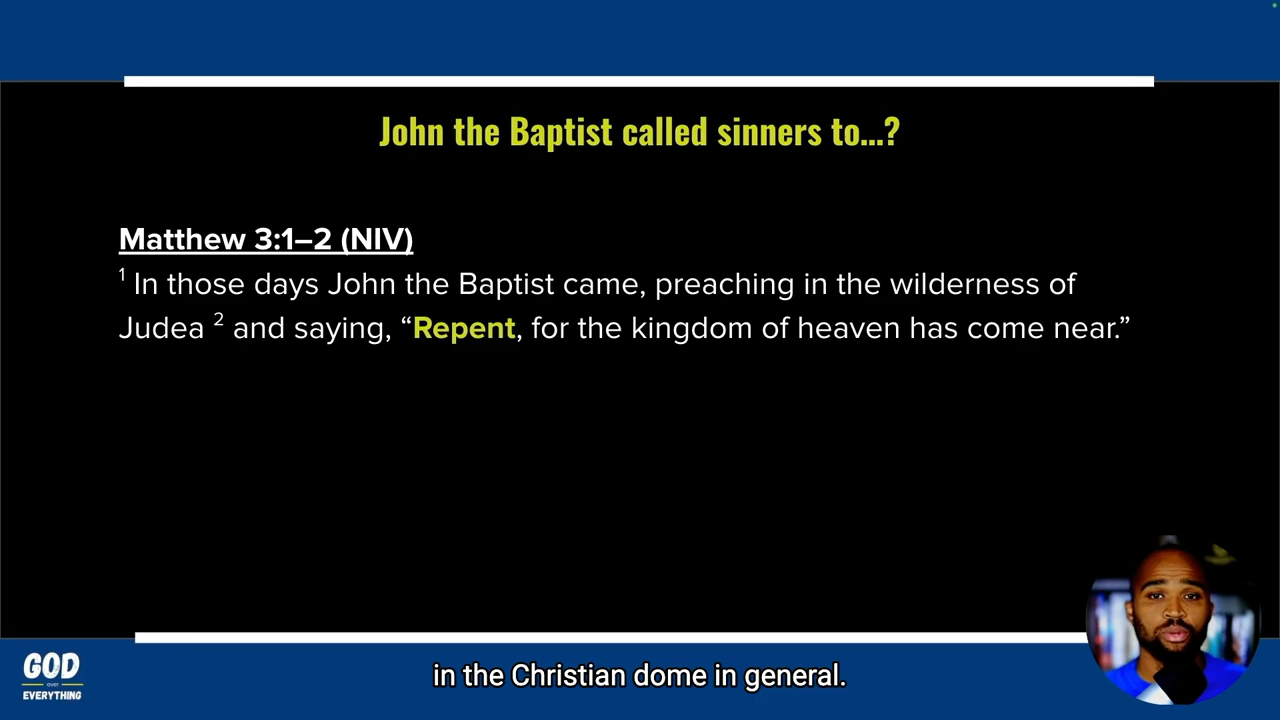 John the Baptist called sinners to...?
Matthew 3:1–2 (NIV)
1 In those days John the Baptist came, preaching in the wilderness of
Judea 2 and saying, “Repent, for the kingdom of heaven has come near.”
GOD
OVER
EVERYTHING
in the Christian dome in general.